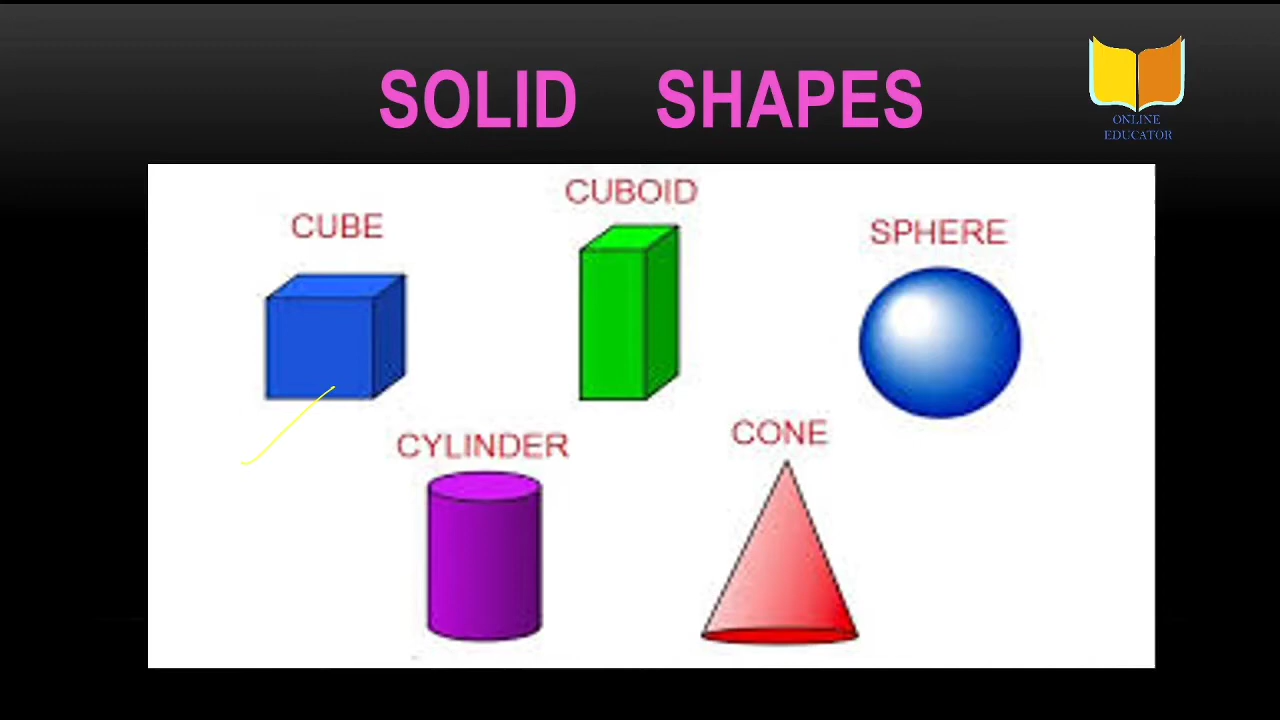 SOLID SHAPES
ONLINE
EDUCATOR
CUBOID
CUBE
SPHERE
CYLINDER
CONE